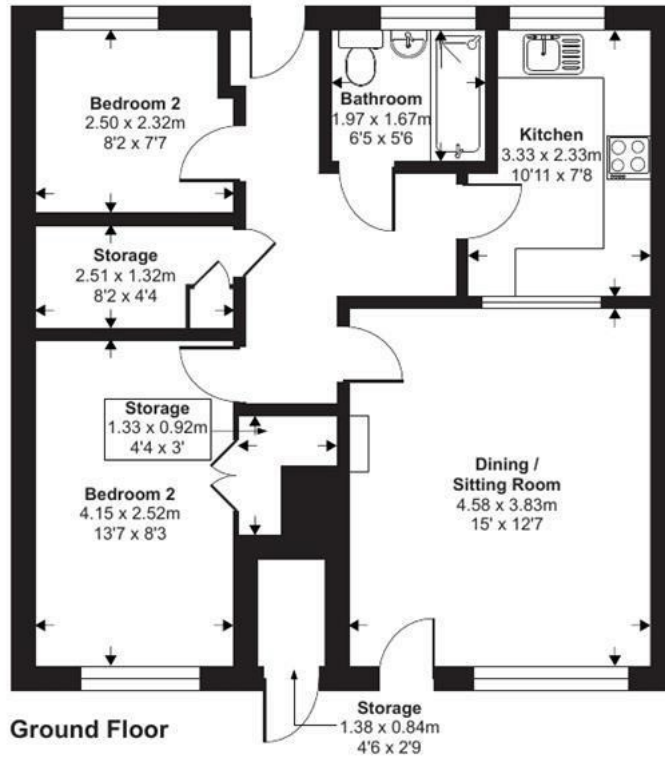 Bedroom 2
2.50 x 2.32m
8'2 x 7'7
Bathroom
1.97 x 1.67m
6'5 x 5'6
Kitchen
3.33 x 2.33m
10'11 x 7'8
Storage
2.51 x 1.32m
8'2 x 4'4
Storage
1.33 x 0.92m
4'4 x 3'
Bedroom 2
4.15 x 2.52m
13'7 x 8'3
Dining /
Sitting Room
4.58 x 3.83m
15' x 12'7
Storage
1.38 x 0.84m
4'6 x 2'9
Ground Floor